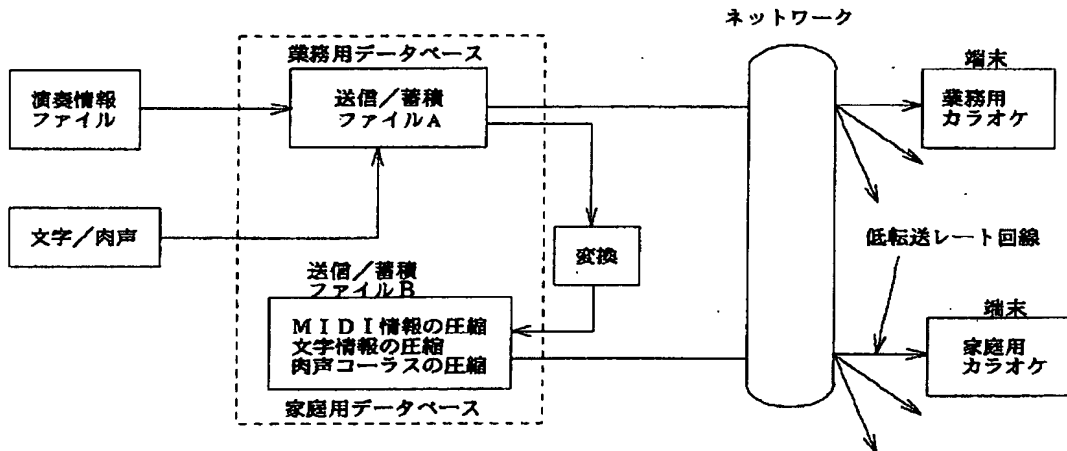 ネットワーク
業務用データベース
演奏情報
ファイル
送信／蓄積
ファイルA
端末
業務用
カラオケ
文字／肉声
変換
低転送レート回線
送信／蓄積
ファイルB
MIDI情報の圧縮
文字情報の圧縮
肉声コーラスの圧縮
家庭用データベース
端末
家庭用
カラオケ